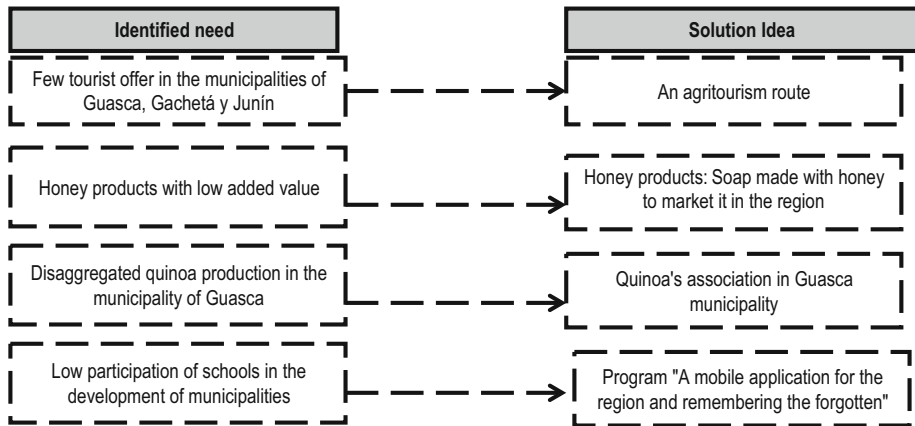 Identified need
Solution Idea
Few tourist offer in the municipalities of
Guasca, Gachetá y Junín
An agritourism route
Honey products with low added value
Honey products: Soap made with honey
to market it in the region
Disaggregated quinoa production in the
municipality of Guasca
Quinoa's association in Guasca
municipality
Low participation of schools in the
development of municipalities
Program "A mobile application for the
region and remembering the forgotten"